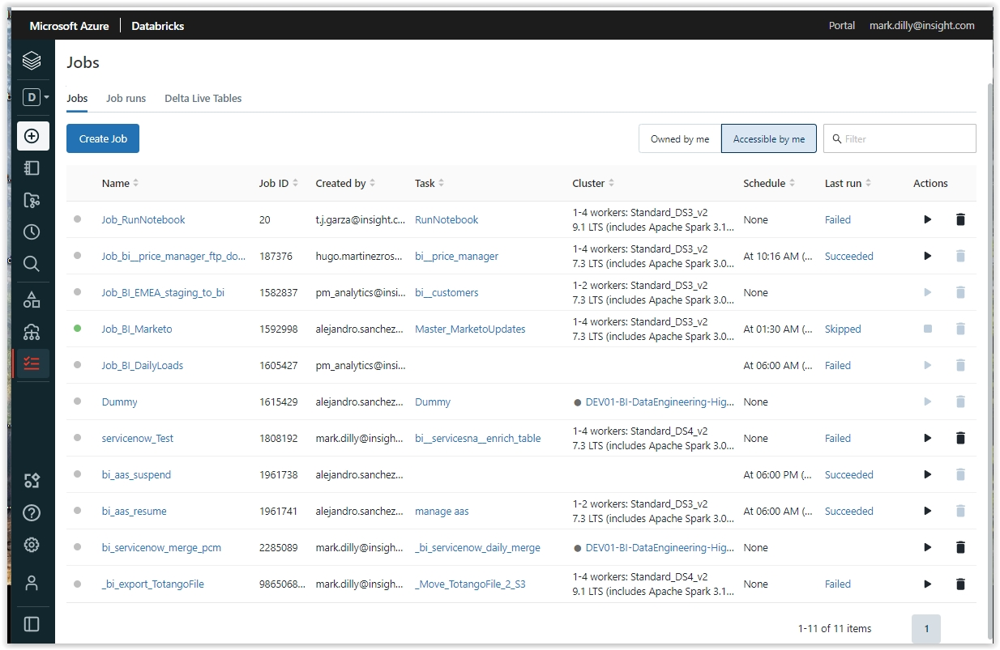 Microsoft Azure | Databricks Portal mark.dilly@insight.com
Jobs
D
Jobs Job runs Delta Live Tables
Create Job Owned by me Accessible by me Filter
Name Job ID Created by Task Cluster Schedule Last run Actions
Job_RunNotebook 20 t.j.garza@insight.c... RunNotebook 1-4 workers: Standard_DS3_v2 None Failed
9.1 LTS (includes Apache Spark 3.1...
Job_bi__price_manager_ftp_do... 187376 hugo.martinezros... bi__price_manager 1-4 workers: Standard_DS3_v2 At 10:16 AM (... Succeeded
7.3 LTS (includes Apache Spark 3.0...
Job_BI_EMEA_staging_to_bi 1582837 pm_analytics@insi... bi__customers 1-2 workers: Standard_DS3_v2 None
7.3 LTS (includes Apache Spark 3.0...
Job_BI_Marketo 1592998 alejandro.sanchez... Master_MarketoUpdates 1-4 workers: Standard_DS3_v2 At 01:30 AM (... Skipped
7.3 LTS (includes Apache Spark 3.0...
Job_BI_DailyLoads 1605427 pm_analytics@insi... At 06:00 AM (... Failed
Dummy 1615429 alejandro.sanchez... Dummy DEV01-BI-DataEngineering-Hig... None
servicenow_Test 1808192 mark.dilly@insigh... bi__servicesna__enrich_table 1-4 workers: Standard_DS4_v2 None Failed
7.3 LTS (includes Apache Spark 3.0...
bi_aas_suspend 1961738 alejandro.sanchez... At 06:00 PM (... Succeeded
bi_aas_resume 1961741 alejandro.sanchez... manage aas 1-2 workers: Standard_DS3_v2 At 06:00 AM (... Succeeded
7.3 LTS (includes Apache Spark 3.0...
bi_servicenow_merge_pcm 2285089 mark.dilly@insigh... _bi_servicenow_daily_merge DEV01-BI-DataEngineering-Hig... None
_bi_export_TotangoFile 9865068... mark.dilly@insigh... _Move_TotangoFile_2_S3 1-4 workers: Standard_DS4_v2 None Failed
9.1 LTS (includes Apache Spark 3.1...
1-11 of 11 items 1